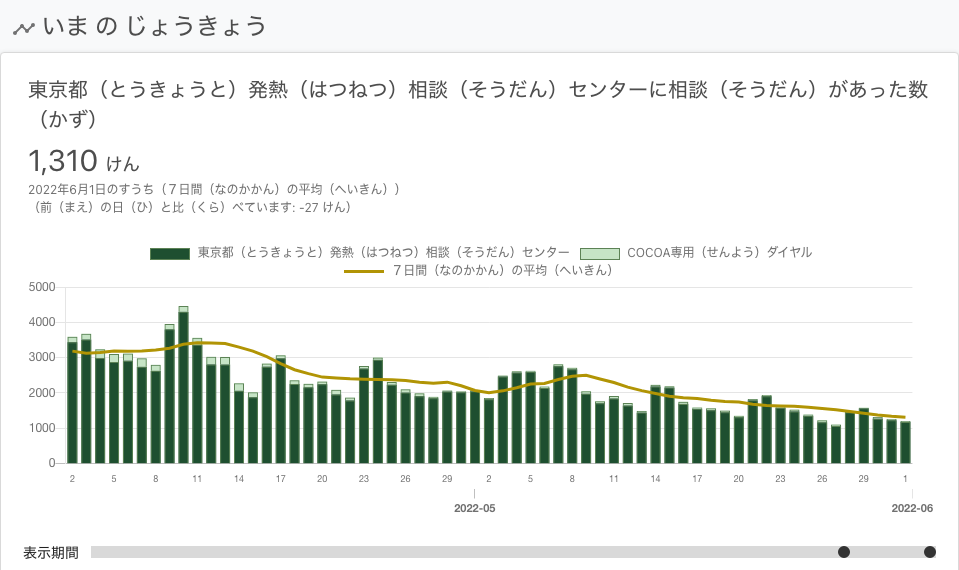 いま の じょうきょう
東京都（とうきょうと）発熱（はつねつ）相談（そうだん）センターに相談（そうだん）があった数
（かず）
1,310 けん
2022年6月1日のすうち（７日間（なのかかん）の平均（へいきん））
（前（まえ）の日（ひ）と比（くら）べています: -27 けん）
東京都（とうきょうと）発熱（はつねつ）相談（そうだん）センター COCOA専用（せんよう）ダイヤル
７日間（なのかかん）の平均（へいきん）
5000
4000
3000
2000
1000
0
2 5 8 11 14 17 20 23 26 29 2 5 8 11 14 17 20 23 26 29 1
2022-05 2022-06
表示期間